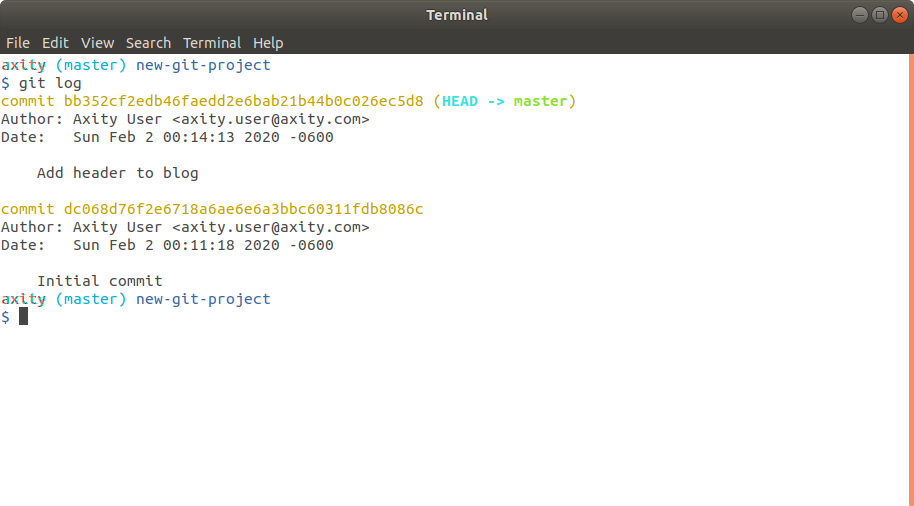 Terminal
File Edit View Search Terminal Help
axity (master) new-git-project
$ git log
commit bb352cf2edb46faedd2e6bab21b44b0c026ec5d8 (HEAD -> master)
Author: Axity User <axity.user@axity.com>
Date:   Sun Feb 2 00:14:13 2020 -0600
    Add header to blog
commit dc068d76f2e6718a6ae6e6a3bbc60311fdb8086c
Author: Axity User <axity.user@axity.com>
Date:   Sun Feb 2 00:11:18 2020 -0600
    Initial commit
axity (master) new-git-project
$